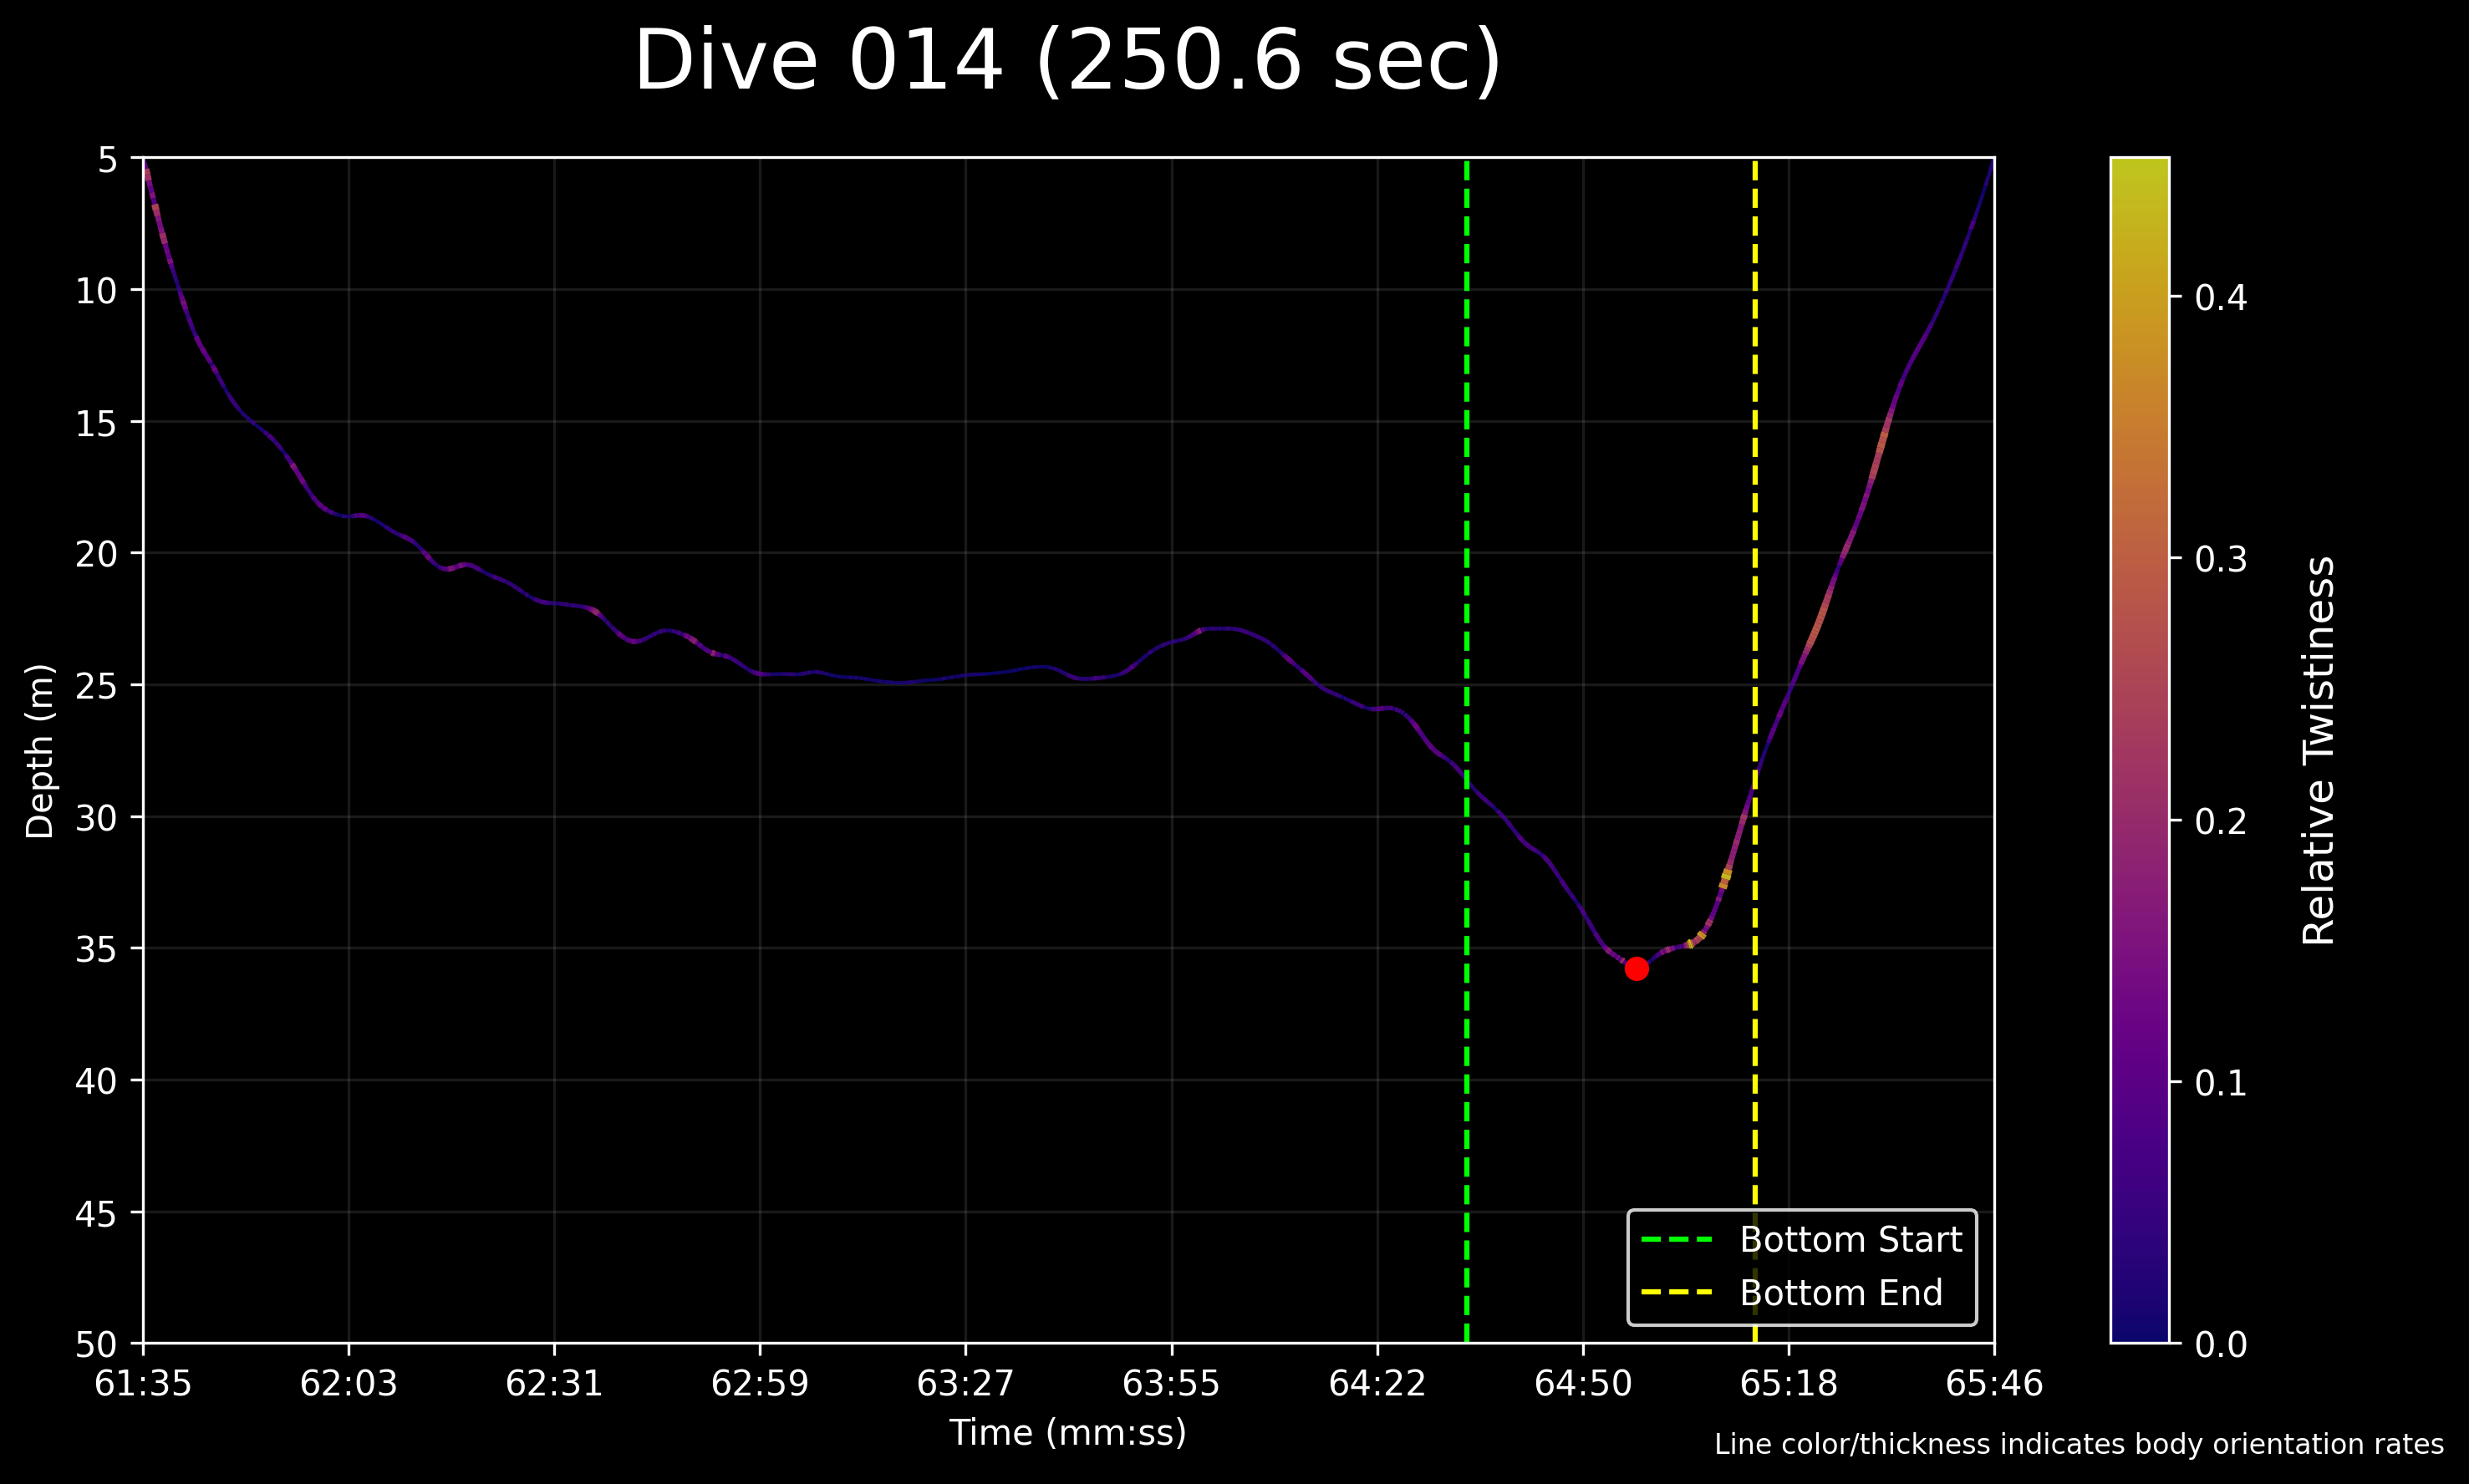 Dive 014 (250.6 sec)
5
10
15
20
25
30
35
40
45
50
Depth (m)
61:35 62:03 62:31 62:59 63:27 63:55 64:22 64:50 65:18 65:46
Time (mm:ss)
Bottom Start
Bottom End
0.4
0.3
0.2
0.1
0.0
Relative Twistiness
Line color/thickness indicates body orientation rates